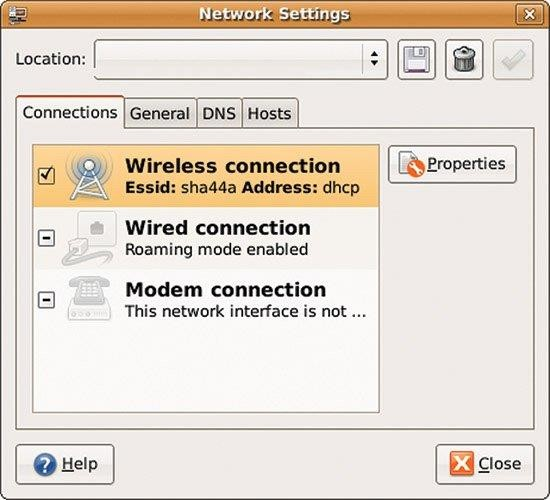 Network Settings
Location:
Connections General DNS Hosts
Wireless connection
Essid: sha44a Address: dhcp
Properties
Wired connection
Roaming mode enabled
Modem connection
This network interface is not ...
Help Close